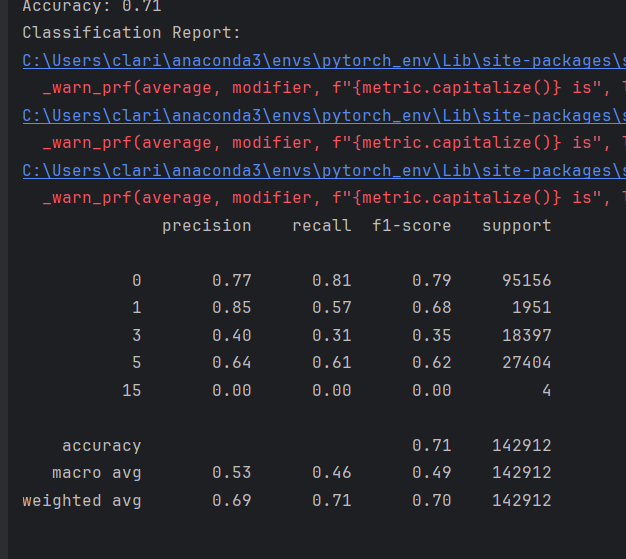 Accuracy: 0.71
Classification Report:
C:\Users\clari\anaconda3\envs\pytorch_env\Lib\site-packages\s
_warn_prf(average, modifier, f"{metric.capitalize()} is", l
C:\Users\clari\anaconda3\envs\pytorch_env\Lib\site-packages\s
_warn_prf(average, modifier, f"{metric.capitalize()} is", l
C:\Users\clari\anaconda3\envs\pytorch_env\Lib\site-packages\s
_warn_prf(average, modifier, f"{metric.capitalize()} is", l
precision recall f1-score support
0 0.77 0.81 0.79 95156
1 0.85 0.57 0.68 1951
3 0.40 0.31 0.35 18397
5 0.64 0.61 0.62 27404
15 0.00 0.00 0.00 4
accuracy 0.71 142912
macro avg 0.53 0.46 0.49 142912
weighted avg 0.69 0.71 0.70 142912